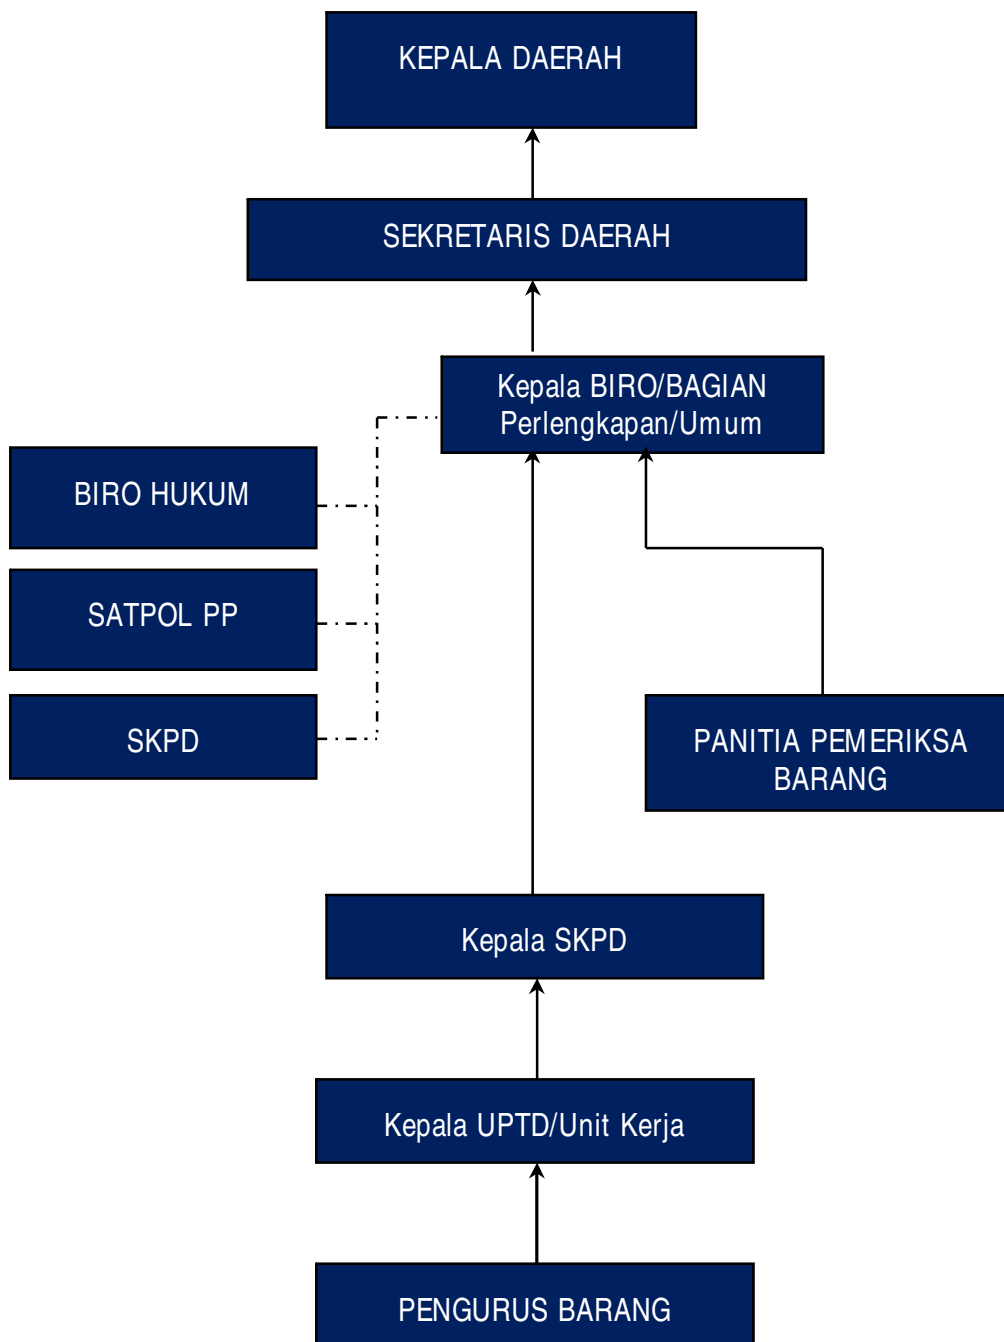 KEPALA DAERAH
SEKRETARIS DAERAH
Kepala BIRO/BAGIAN
Perlengkapan/Umum
BIRO HUKUM
SATPOL PP
SKPD
PANITIA PEMERIKSA
BARANG
Kepala SKPD
Kepala UPTD/Unit Kerja
PENGURUS BARANG